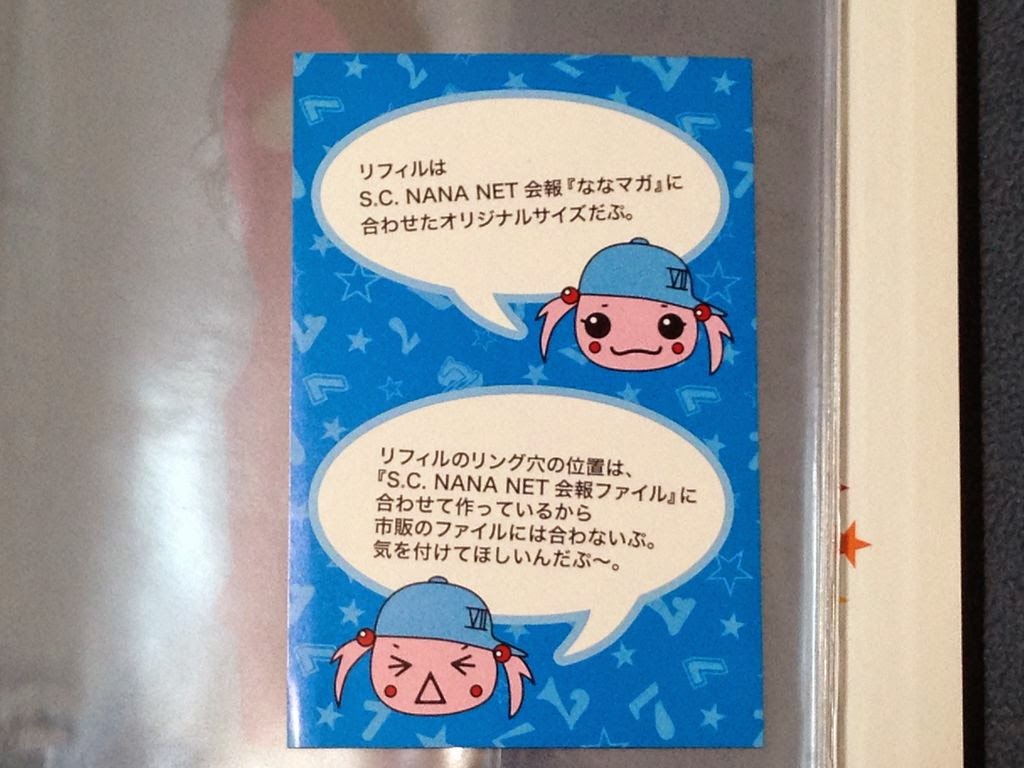 リフィルは
S.C. NANA NET 会報『ななマガ』に
合わせたオリジナルサイズだぷ。
VII
リフィルのリング穴の位置は、
『S.C. NANA NET 会報ファイル』に
合わせて作っているから
市販のファイルには合わないぷ。
気を付けてほしいんだぷ〜。
VII